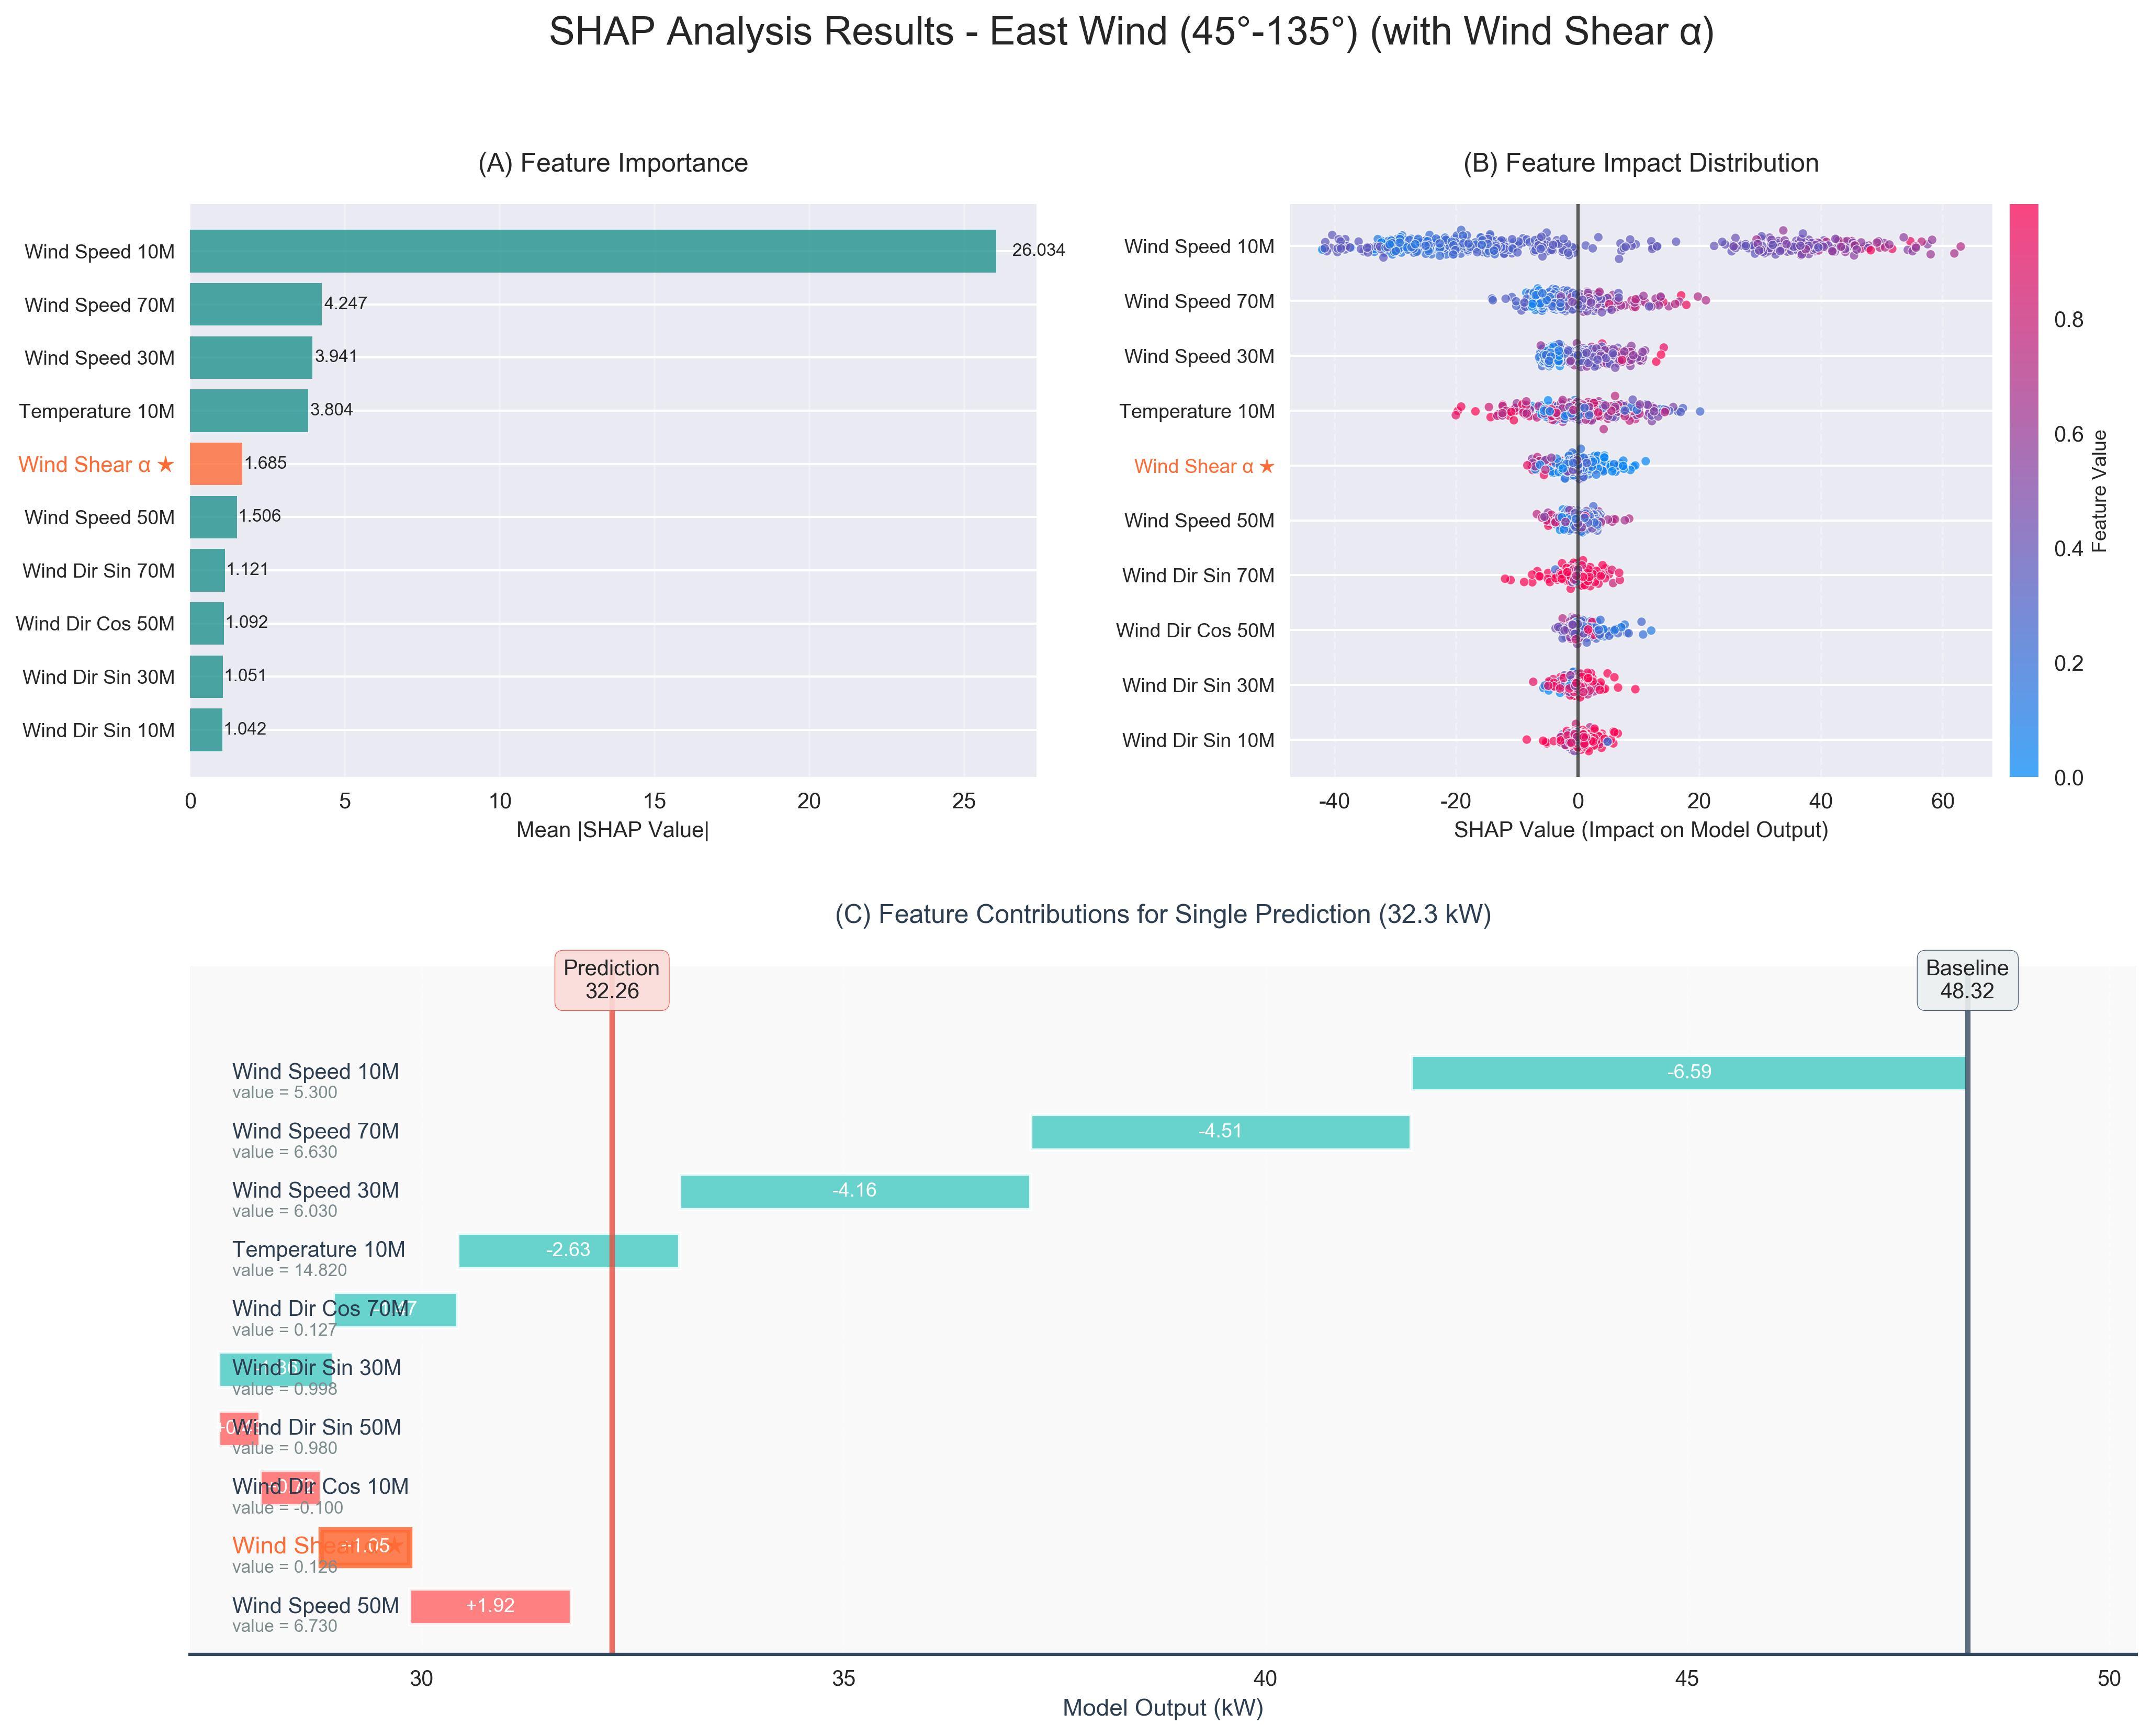 SHAP Analysis Results - East Wind (45°-135°) (with Wind Shear α)
(A) Feature Importance
Wind Speed 10M
26.034
Wind Speed 70M
4.247
Wind Speed 30M
3.941
Temperature 10M
3.804
Wind Shear α ★
1.685
Wind Speed 50M
1.506
Wind Dir Sin 70M
1.121
Wind Dir Cos 50M
1.092
Wind Dir Sin 30M
1.051
Wind Dir Sin 10M
1.042
0 5 10 15 20 25
Mean |SHAP Value|
(B) Feature Impact Distribution
Wind Speed 10M
Wind Speed 70M
Wind Speed 30M
Temperature 10M
Wind Shear α ★
Wind Speed 50M
Wind Dir Sin 70M
Wind Dir Cos 50M
Wind Dir Sin 30M
Wind Dir Sin 10M
-40 -20 0 20 40 60
SHAP Value (Impact on Model Output)
0.8
0.6
0.4
0.2
0.0
Feature Value
(C) Feature Contributions for Single Prediction (32.3 kW)
Prediction
32.26
Baseline
48.32
Wind Speed 10M
value = 5.300
-6.59
Wind Speed 70M
value = 6.630
-4.51
Wind Speed 30M
value = 6.030
-4.16
Temperature 10M
value = 14.820
-2.63
Wind Dir Cos 70M
value = 0.127
Wind Dir Sin 30M
value = 0.998
Wind Dir Sin 50M
value = 0.980
Wind Dir Cos 10M
value = -0.100
Wind Shear ★
value = 0.126
+1.05
Wind Speed 50M
value = 6.730
+1.92
30 35 40 45 50
Model Output (kW)